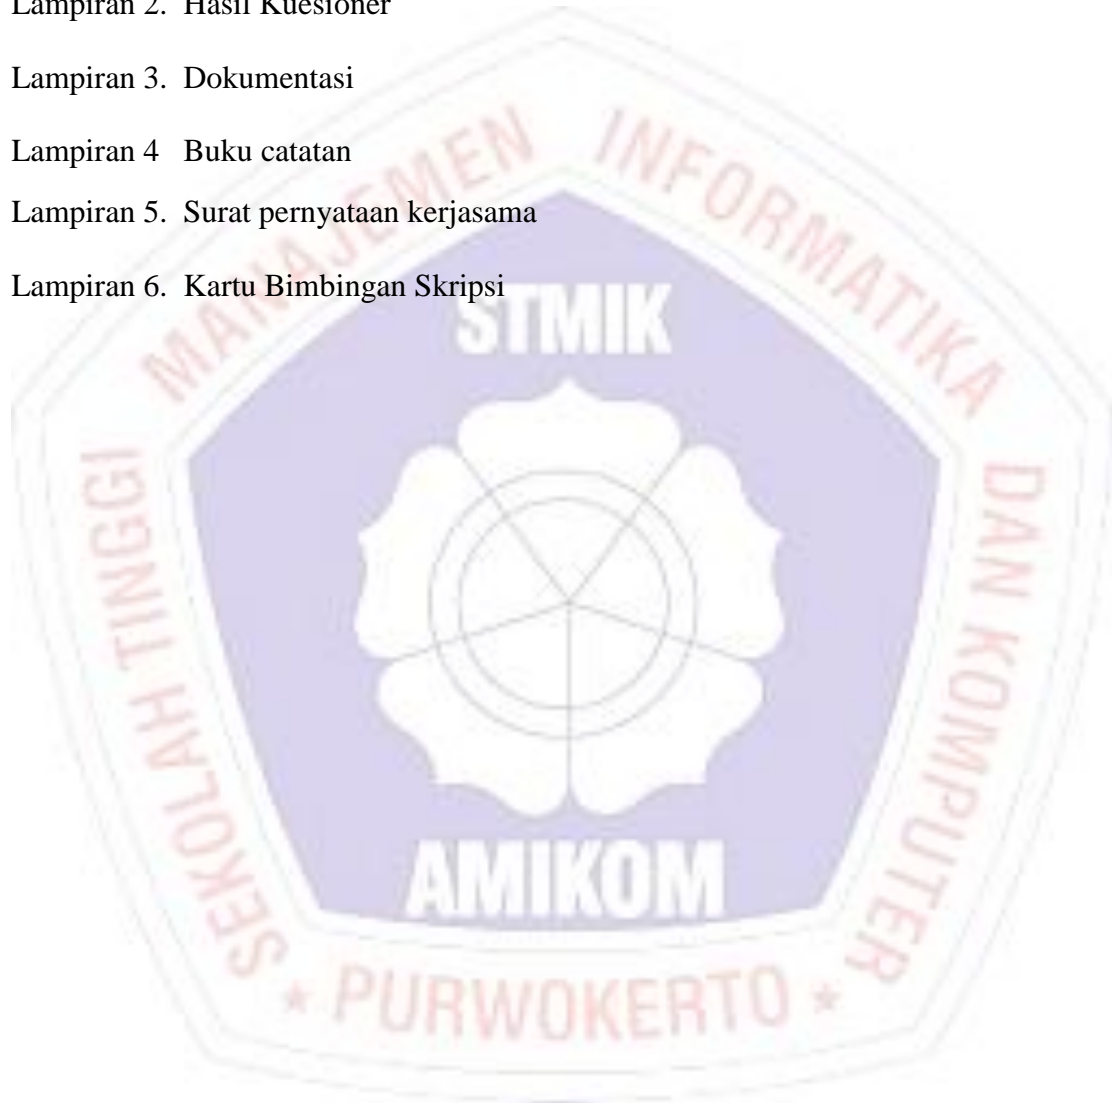 Lampiran 2. Hasil Kuesioner
Lampiran 3. Dokumentasi
Lampiran 4 Buku catatan
Lampiran 5. Surat pernyataan kerjasama
Lampiran 6. Kartu Bimbingan Skripsi
SEKOLAH TINGGI MANAJEMEN INFORMATIKA DAN KOMPUTER
STMIK
AMIKOM
* PURWOKERTO *